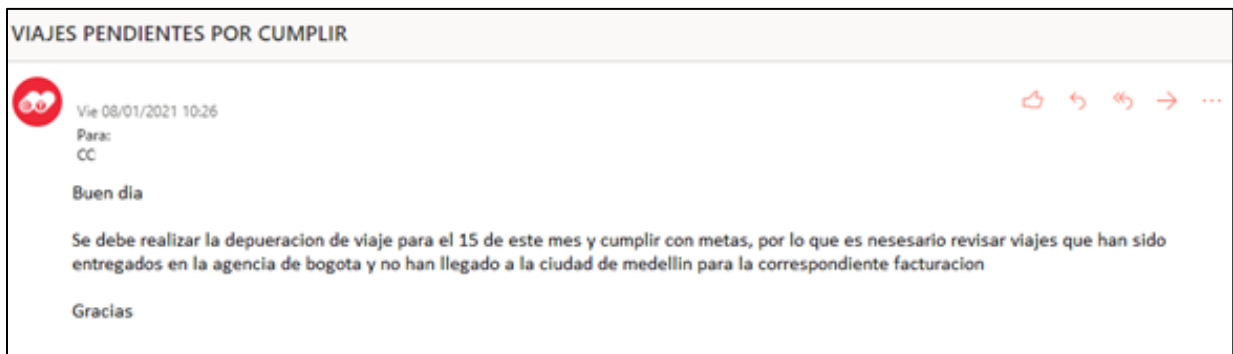 VIAJES PENDIENTES POR CUMPLIR
Vie 08/01/2021 10:26
Para:
CC
Buen dia
Se debe realizar la depueracion de viaje para el 15 de este mes y cumplir con metas, por lo que es nesesario revisar viajes que han sido
entregados en la agencia de bogota y no han llegado a la ciudad de medellin para la correspondiente facturacion
Gracias